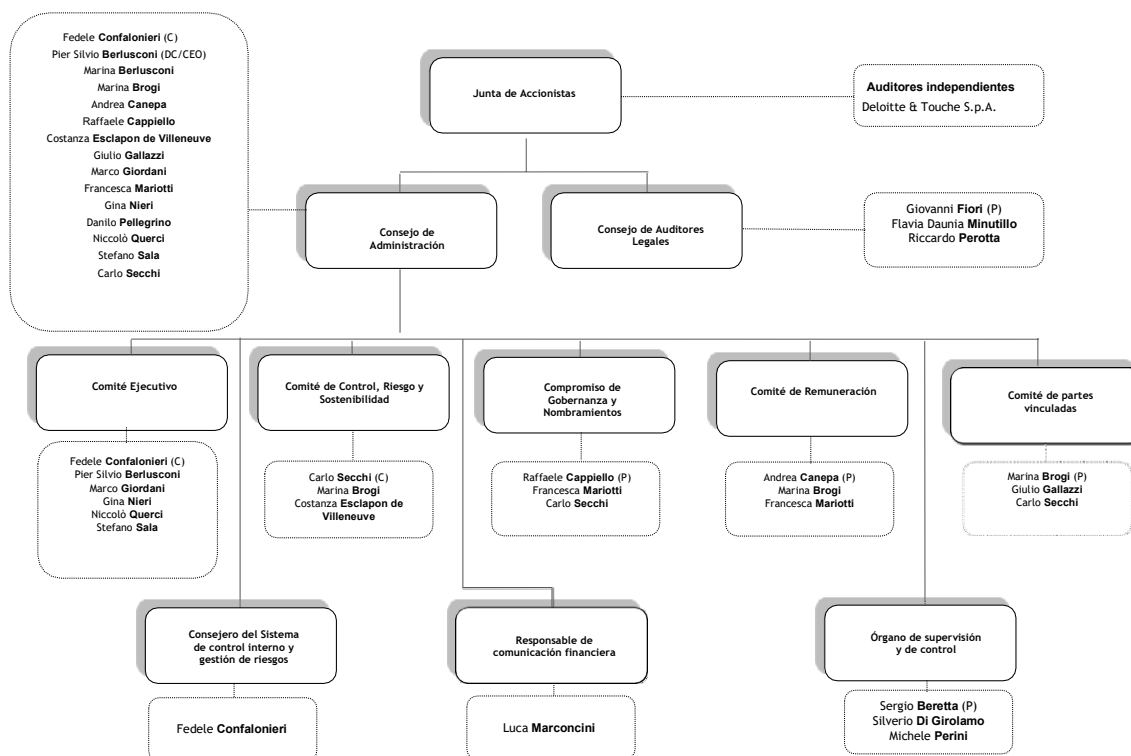 Fedele Confalonieri (C)
Pier Silvio Berlusconi (DC/CEO)
Marina Berlusconi
Marina Brogi
Andrea Canepa
Raffaele Cappiello
Costanza Esclapon de Villeneuve
Giulio Gallazzi
Marco Giordani
Francesca Mariotti
Gina Nieri
Danilo Pellegrino
Niccolò Querci
Stefano Sala
Carlo Secchi
Junta de Accionistas
Auditores independientes
Deloitte & Touche S.p.A.
Consejo de
Administración
Consejo de Auditores
Legales
Giovanni Fiori (P)
Flavia Daunia Minutillo
Riccardo Perotta
Comité Ejecutivo
Comité de Control, Riesgo y
Sostenibilidad
Compromiso de
Gobernanza y
Nombramientos
Comité de Remuneración
Comité de partes
vinculadas
Fedele Confalonieri (C)
Pier Silvio Berlusconi
Marco Giordani
Gina Nieri
Niccolò Querci
Stefano Sala
Carlo Secchi (C)
Marina Brogi
Costanza Esclapon de
Villeneuve
Raffaele Cappiello (P)
Francesca Mariotti
Carlo Secchi
Andrea Canepa (P)
Marina Brogi
Francesca Mariotti
Marina Brogi (P)
Giulio Gallazzi
Carlo Secchi
Consejero del Sistema
de control interno y
gestión de riesgos
Responsable de
comunicación financiera
Órgano de supervisión
y de control
Fedele Confalonieri
Luca Marconcini
Sergio Beretta (P)
Silverio Di Girolamo
Michele Perini